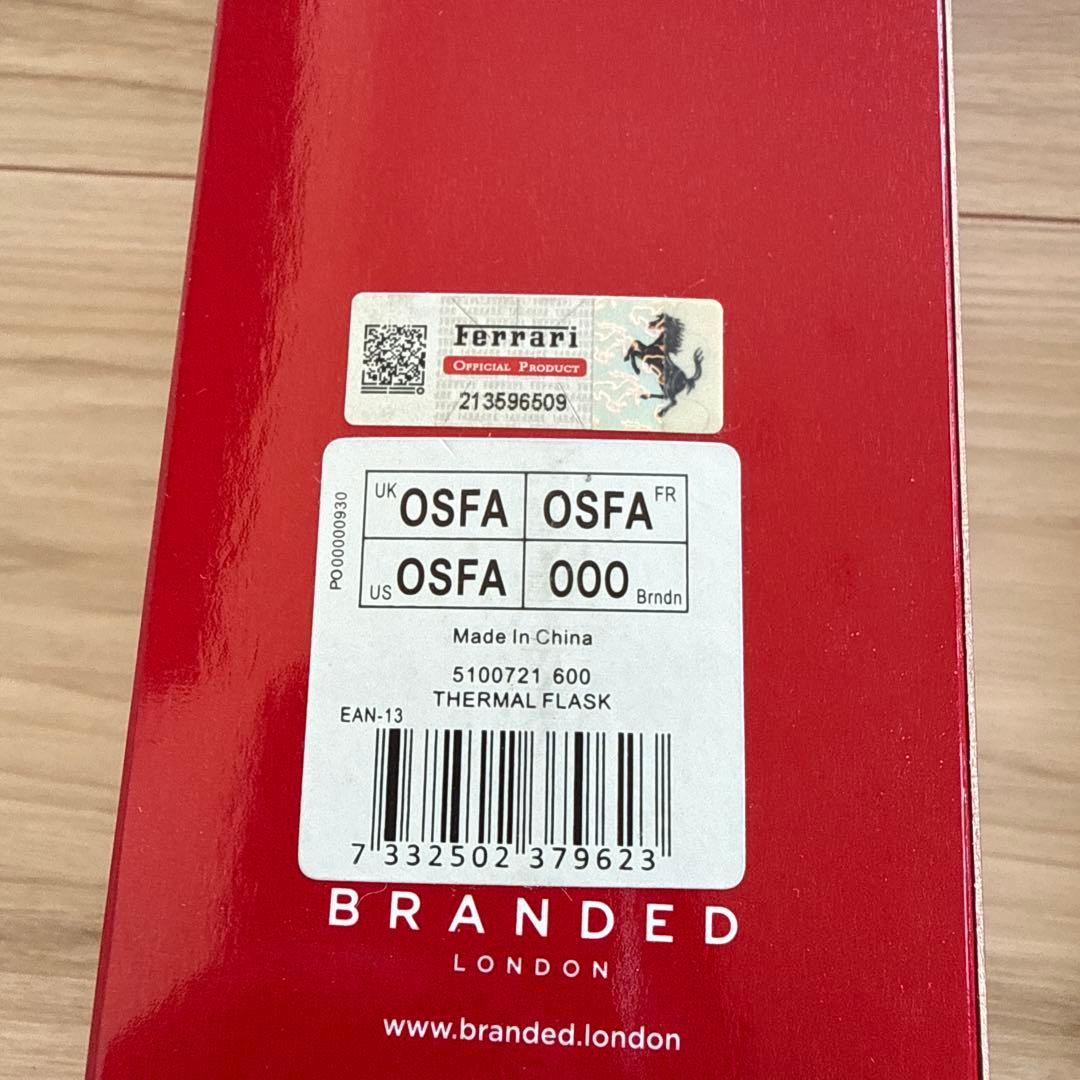 Ferrari
OFFICIAL PRODUCT
213596509
PO00000930
UK OSFA OSFA FR
US OSFA 000 Brndn
Made In China
5100721 600
THERMAL FLASK
EAN-13
7 332502 379623
BRANDED
LONDON
www.branded.london